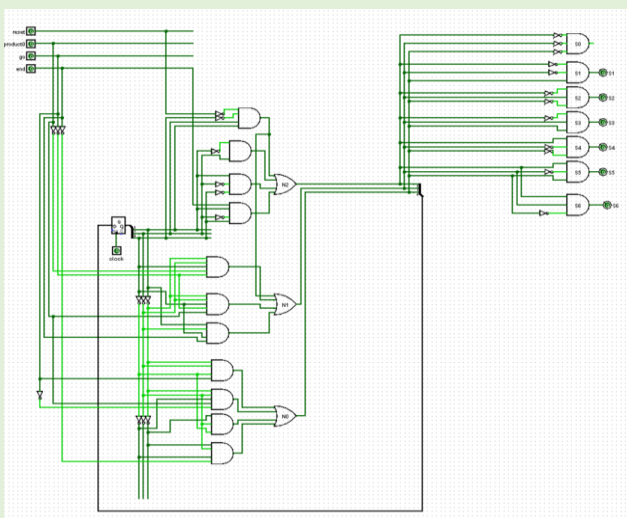 reset
product0
go
end
S0
S1
S1
S2
S2
S3
S3
S4
S4
S5
S5
S6
S6
N2
D Q
clock
N1
N0